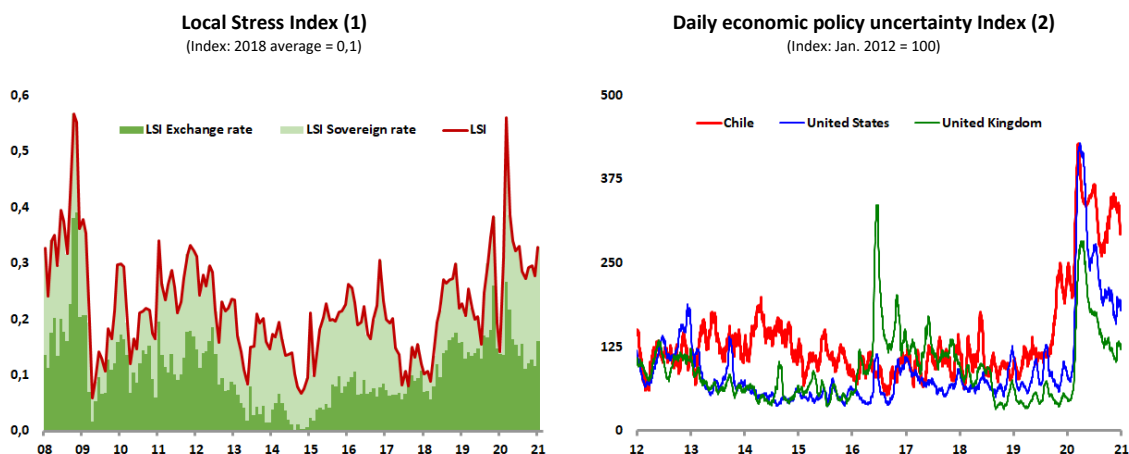 Local Stress Index (1)
(Index: 2018 average = 0,1)
0,6
0,5
0,4
0,3
0,2
0,1
0,0
LSI Exchange rate LSI Sovereign rate LSI
08 09 10 11 12 13 14 15 16 17 18 19 20 21
Daily economic policy uncertainty Index (2)
(Index: Jan. 2012 = 100)
500
375
250
125
0
Chile United States United Kingdom
12 13 14 15 16 17 18 19 20 21